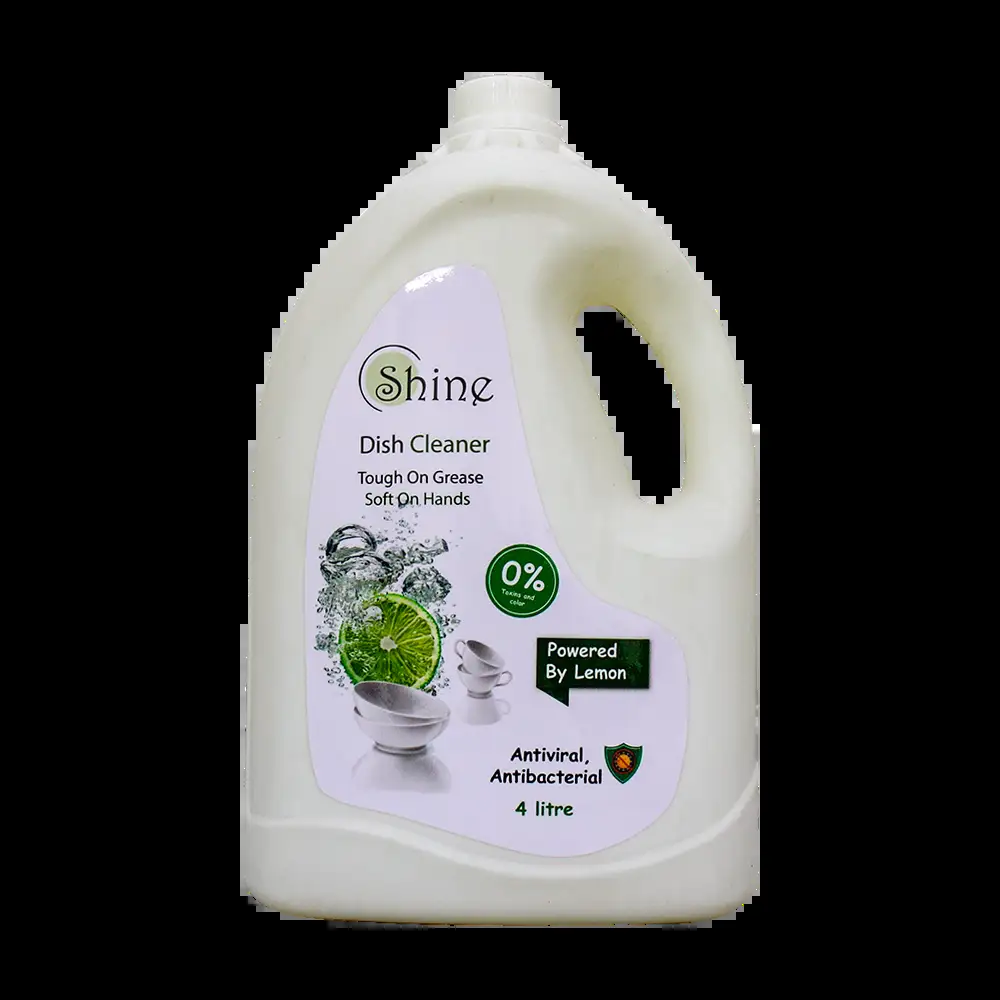 Shine
Dish Cleaner
Tough On Grease
Soft On Hands
0%
Toxins and
color
Powered
By Lemon
Antiviral,
Antibacterial
4 litre